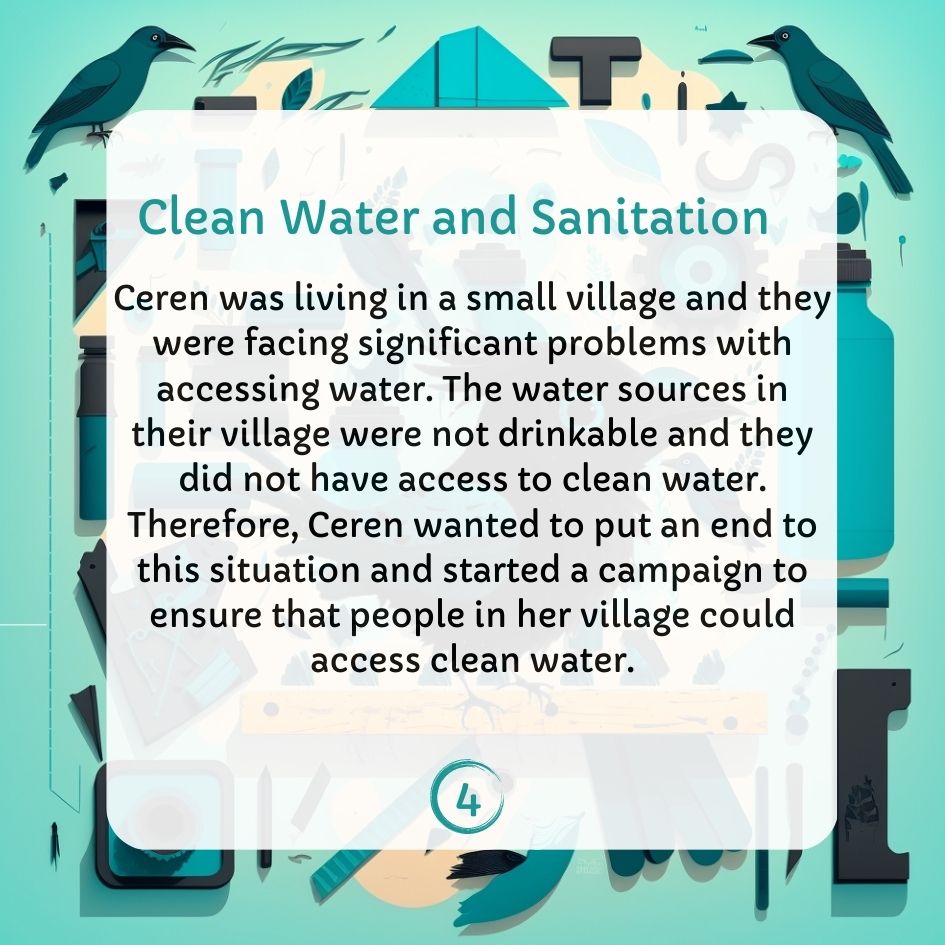 Clean Water and Sanitation
Ceren was living in a small village and they
were facing significant problems with
accessing water. The water sources in
their village were not drinkable and they
did not have access to clean water.
Therefore, Ceren wanted to put an end to
this situation and started a campaign to
ensure that people in her village could
access clean water.
4